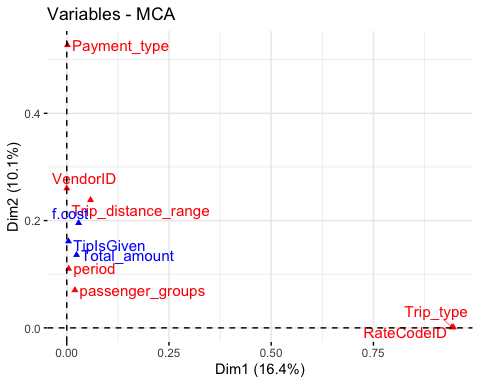 Variables - MCA
Payment_type
VendorID
Trip_distance_range
f.cost
TipIsGiven
Total_amount
period
passenger_groups
Trip_type
RateCodeID
0.4
0.2
0.0
0.00
0.25
0.50
0.75
Dim1 (16.4%)
Dim2 (10.1%)